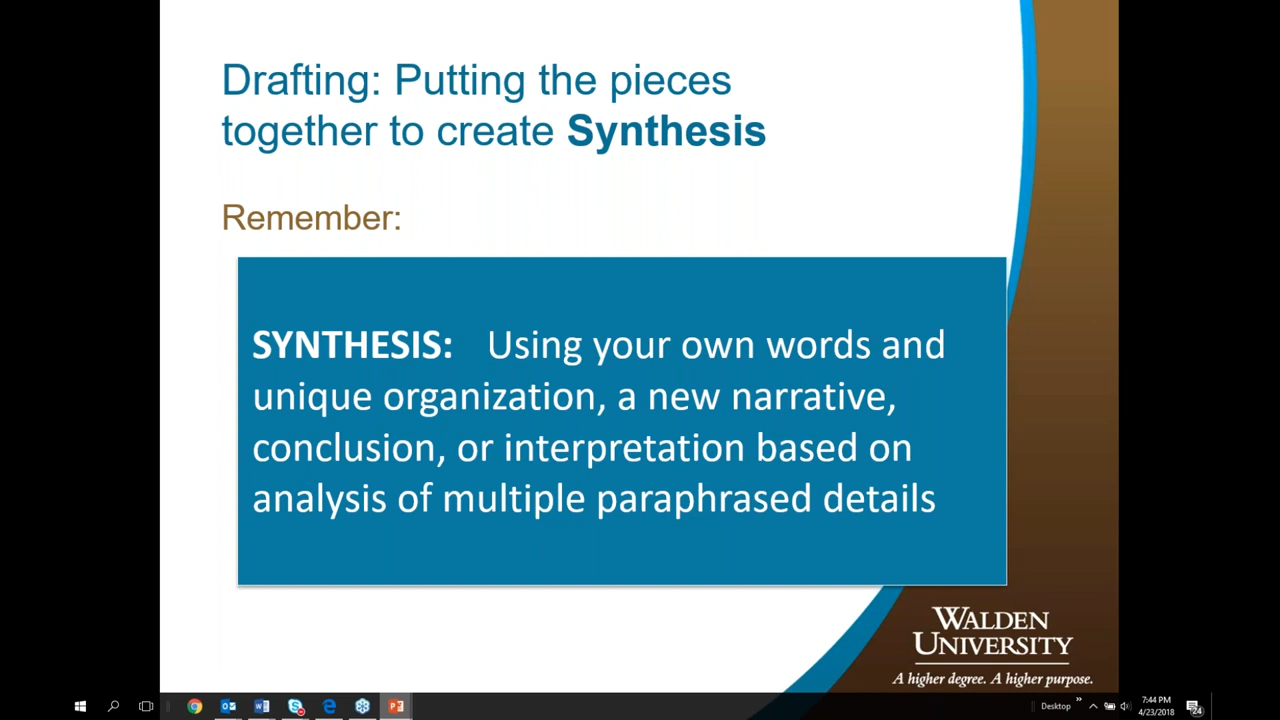 Drafting: Putting the pieces
together to create Synthesis
Remember:
SYNTHESIS: Using your own words and
unique organization, a new narrative,
conclusion, or interpretation based on
analysis of multiple paraphrased details
WALDEN
UNIVERSITY
A higher degree. A higher purpose.
Desktop
7:44 PM
4/23/2018
24